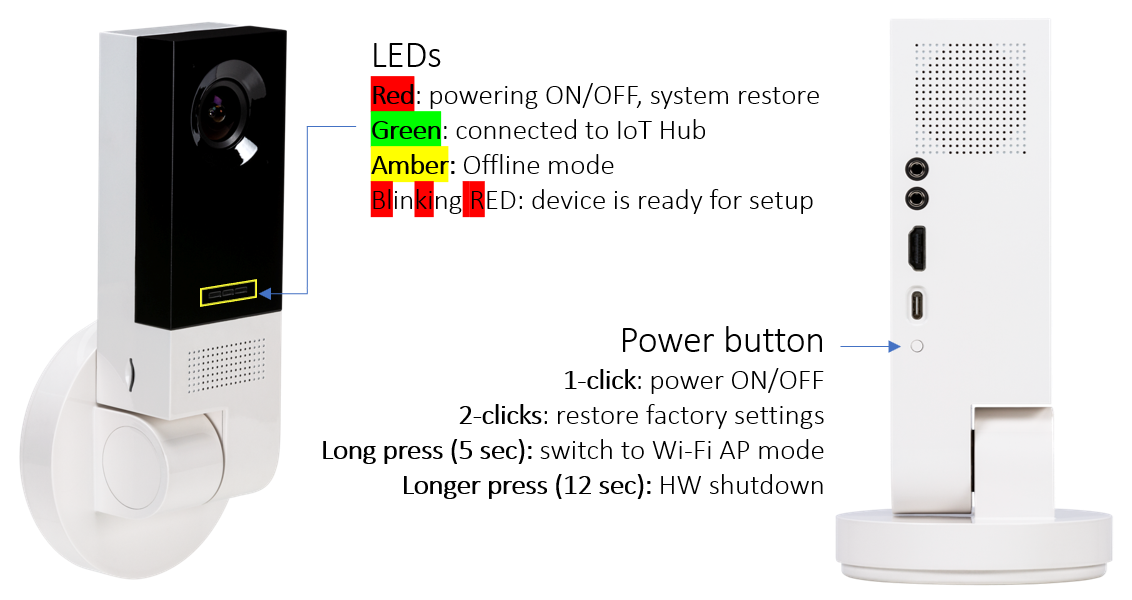 LEDs
Red: powering ON/OFF, system restore
Green: connected to IoT Hub
Amber: Offline mode
Blinking RED: device is ready for setup
Power button
1-click: power ON/OFF
2-clicks: restore factory settings
Long press (5 sec): switch to Wi-Fi AP mode
Longer press (12 sec): HW shutdown